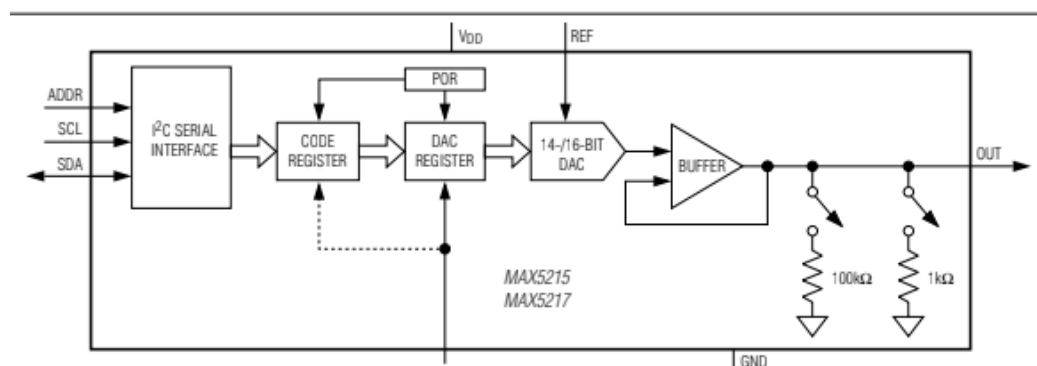 VDD
REF
ADDR
SCL
SDA
I²C SERIAL
INTERFACE
POR
CODE
REGISTER
DAC
REGISTER
14-/16-BIT
DAC
BUFFER
OUT
100kΩ
1kΩ
MAX5215
MAX5217
GND